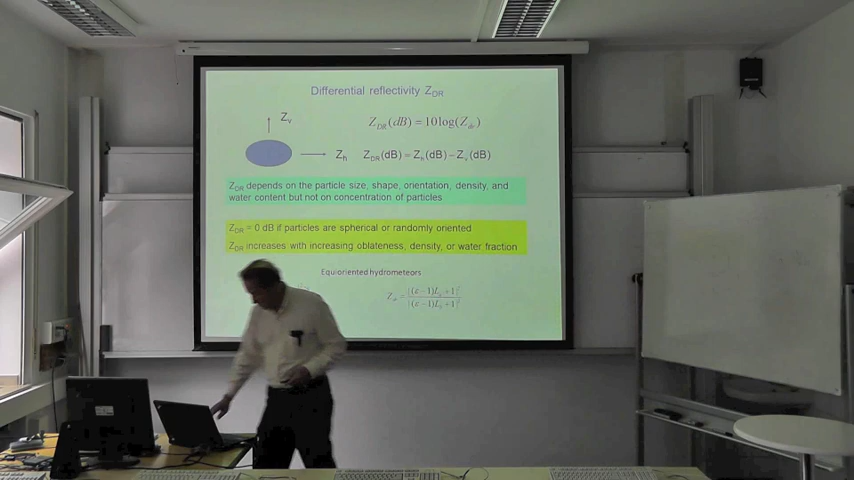 Differential reflectivity Z_DR
Z_v
Z_DR(dB) = 10log(Z_dr)
Z_h Z_DR(dB) = Z_h(dB) – Z_v(dB)
Z_DR depends on the particle size, shape, orientation, density, and
water content but not on concentration of particles
Z_DR = 0 dB if particles are spherical or randomly oriented
Z_DR increases with increasing oblateness, density, or water fraction
Equioriented hydrometeors